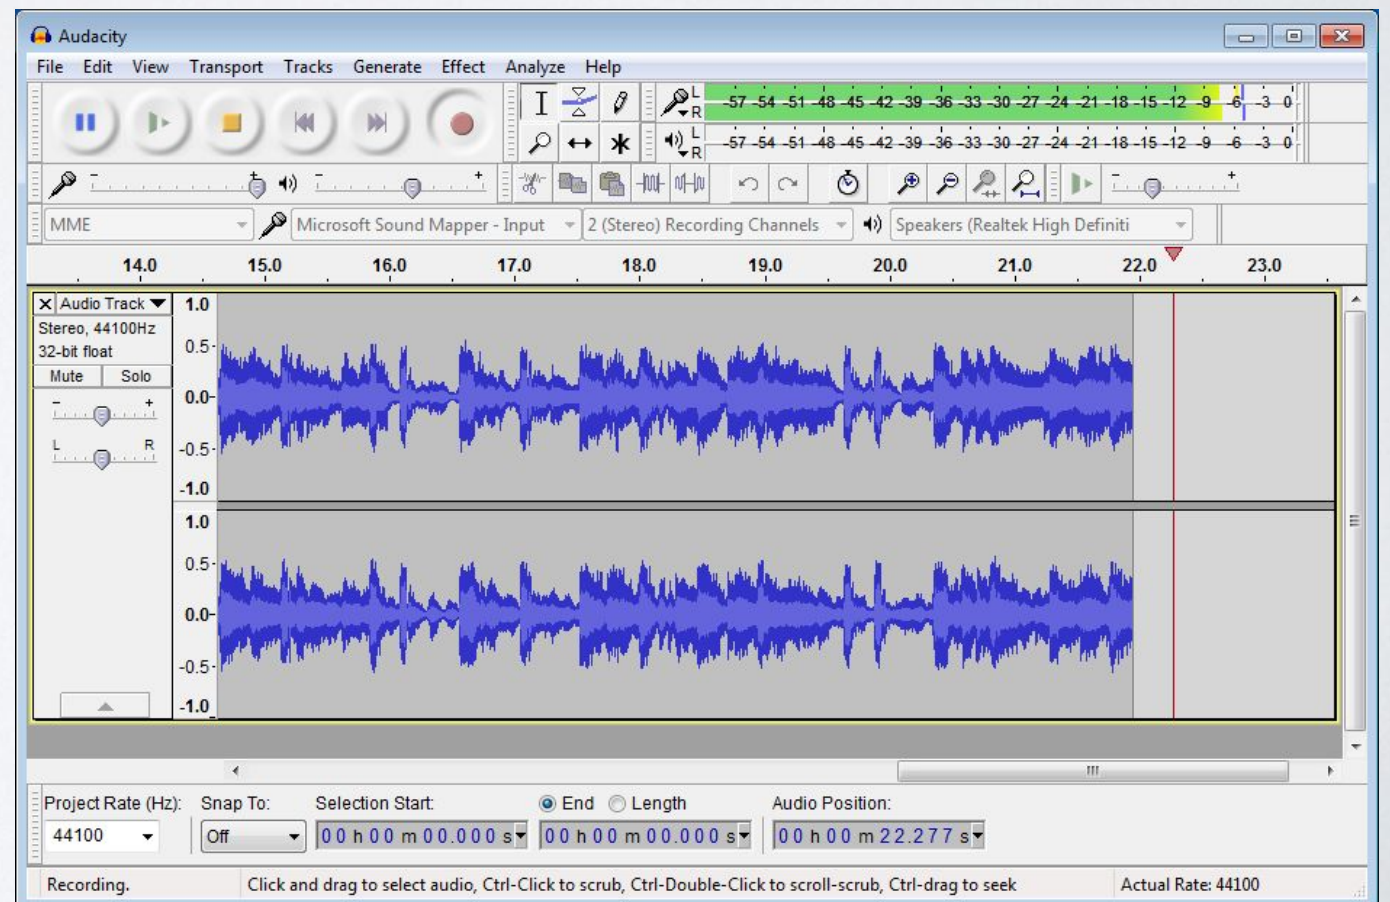 Audacity
File Edit View Transport Tracks Generate Effect Analyze Help
L
R
-57 -54 -51 -48 -45 -42 -39 -36 -33 -30 -27 -24 -21 -18 -15 -12 -9 -6 -3 0
L
R
-57 -54 -51 -48 -45 -42 -39 -36 -33 -30 -27 -24 -21 -18 -15 -12 -9 -6 -3 0
- + - + - +
MME Microsoft Sound Mapper - Input 2 (Stereo) Recording Channels Speakers (Realtek High Definiti
14.0 15.0 16.0 17.0 18.0 19.0 20.0 21.0 22.0 23.0
X Audio Track
Stereo, 44100Hz
32-bit float
Mute Solo
- +
L R
1.0
0.5
0.0
-0.5
-1.0
1.0
0.5
0.0
-0.5
-1.0
Project Rate (Hz): Snap To: Selection Start: End Length Audio Position:
44100 Off 00 h 00 m 00.000 s 00 h 00 m 00.000 s 00 h 00 m 22.277 s
Recording. Click and drag to select audio, Ctrl-Click to scrub, Ctrl-Double-Click to scroll-scrub, Ctrl-drag to seek Actual Rate: 44100